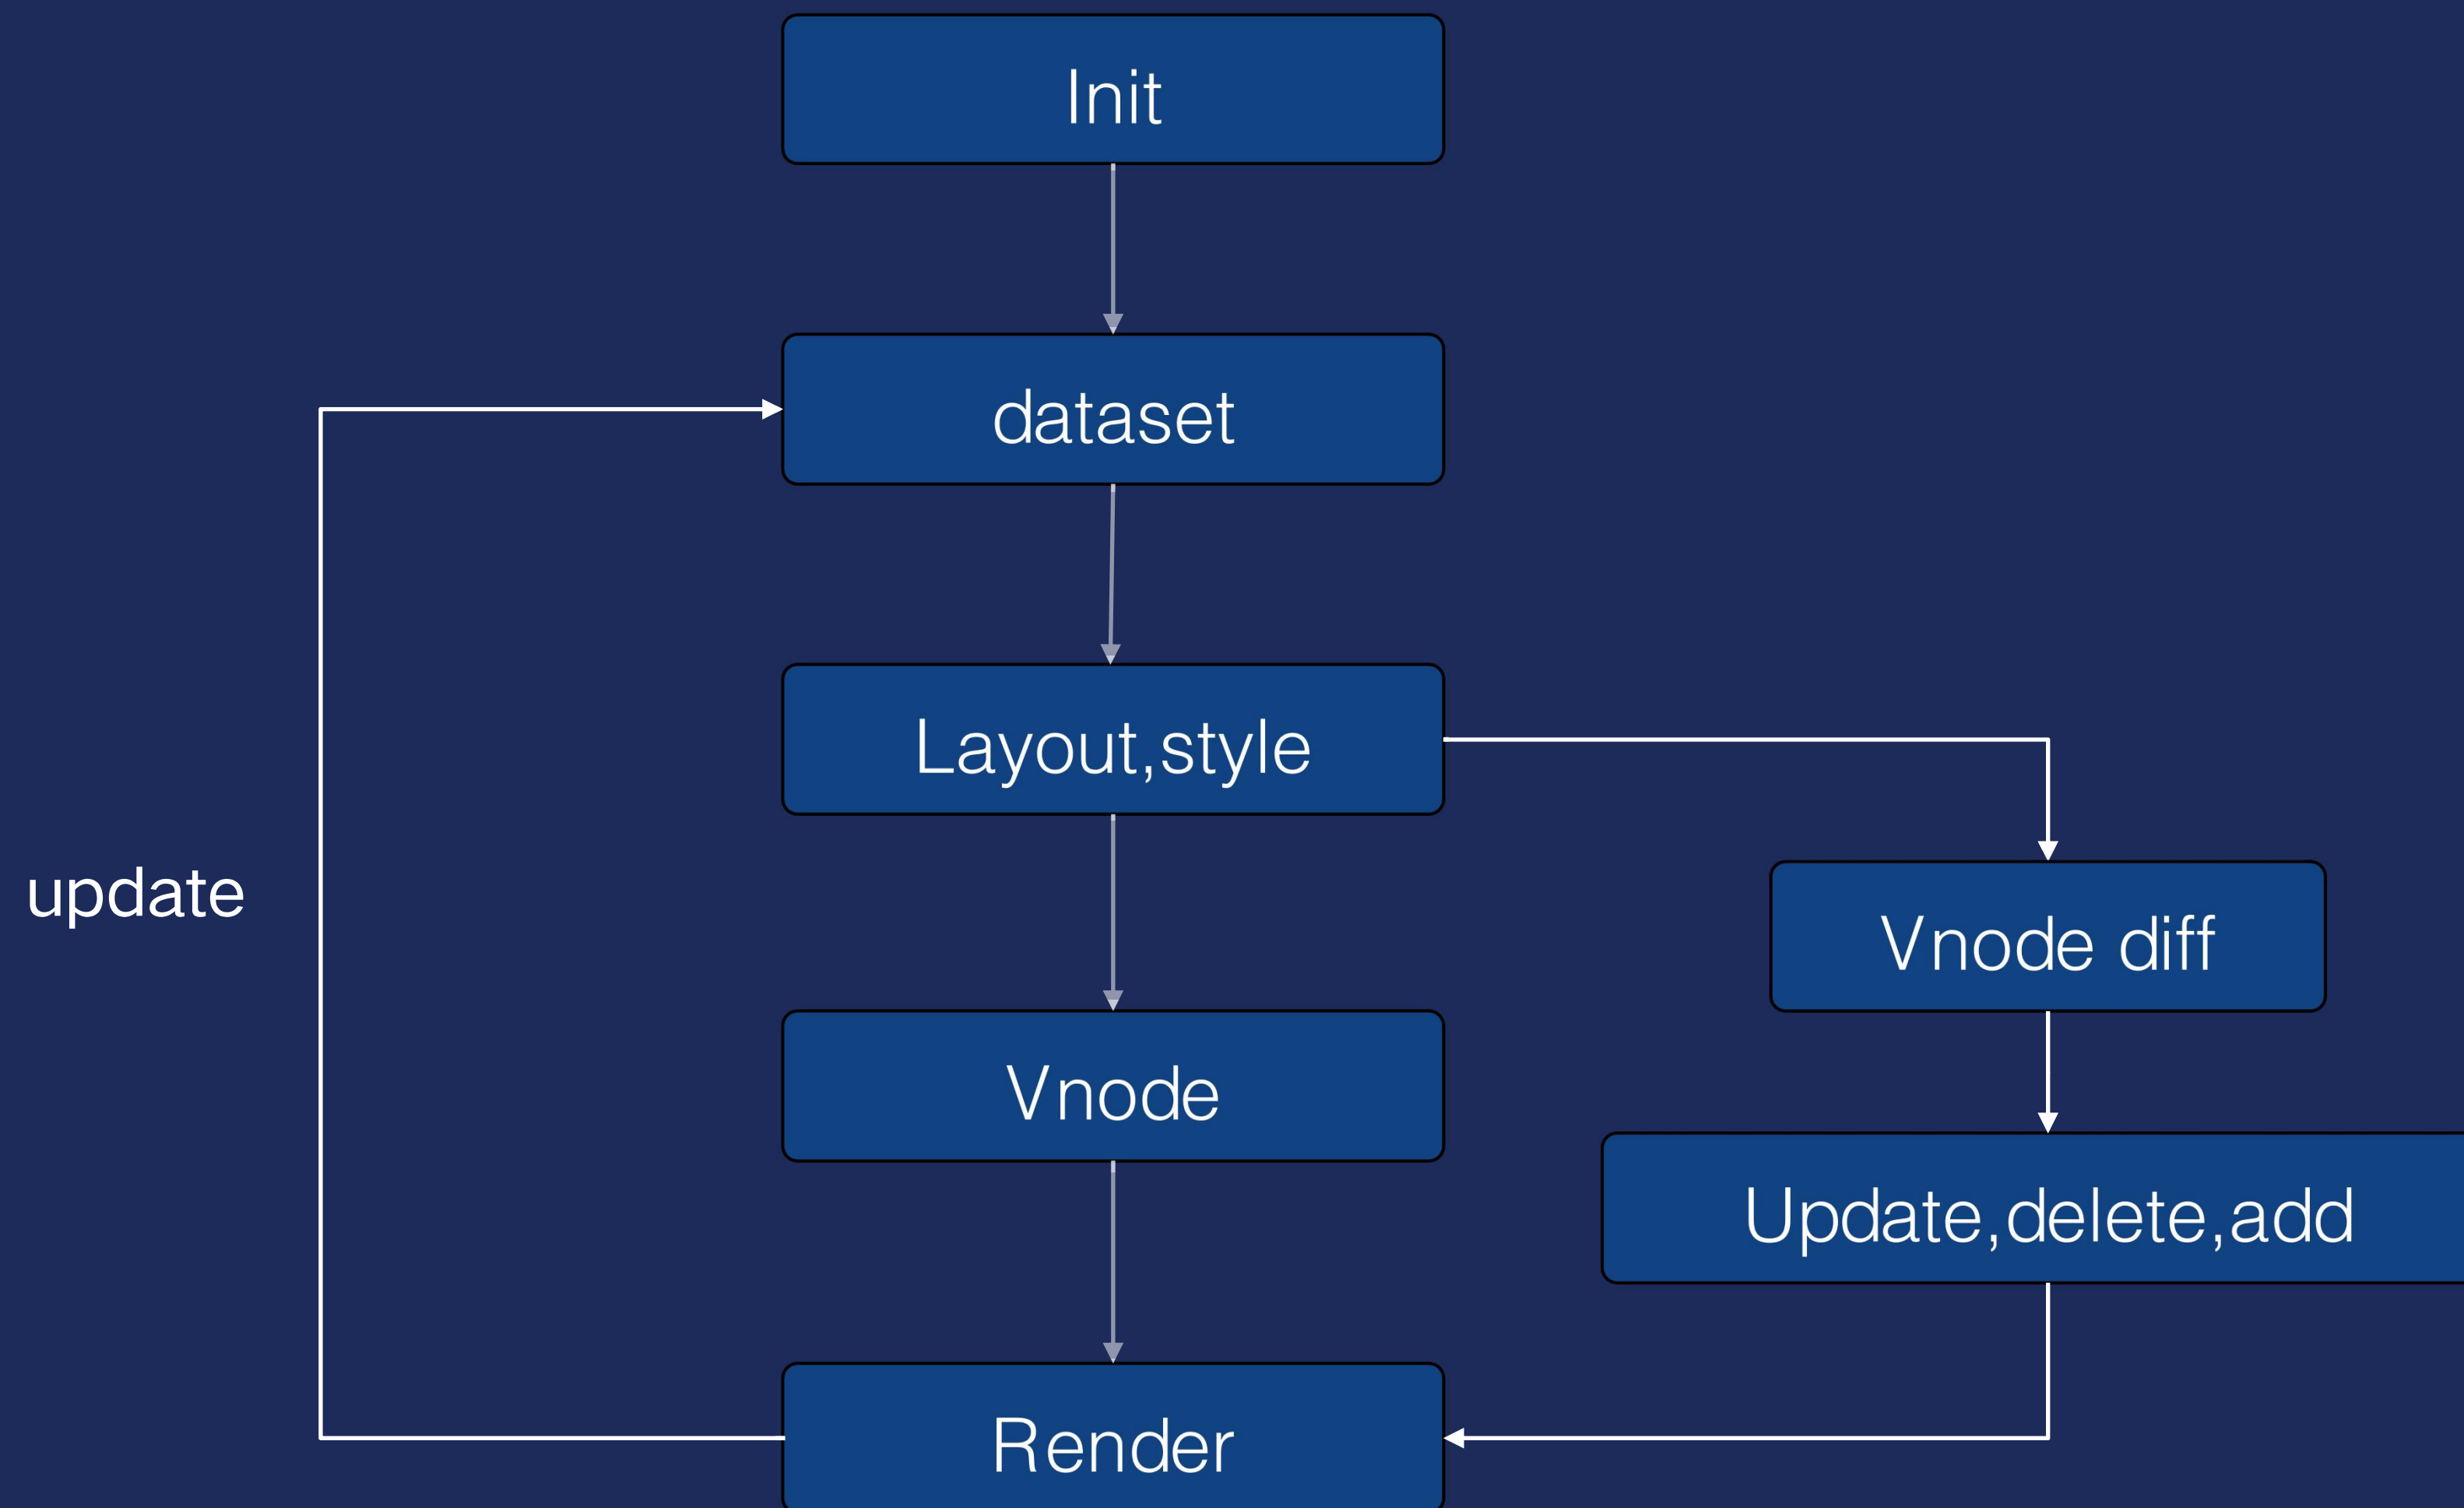 Init
dataset
Layout,style
update
Vnode diff
Vnode
Update,delete,add
Render